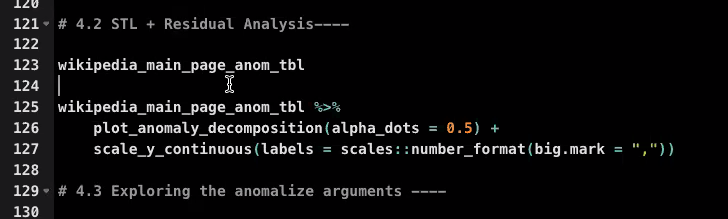 120
121 # 4.2 STL + Residual Analysis----
122
123 wikipedia_main_page_anom_tbl
124
125 wikipedia_main_page_anom_tbl %>%
126     plot_anomaly_decomposition(alpha_dots = 0.5) +
127     scale_y_continuous(labels = scales::number_format(big.mark = ","))
128
129 # 4.3 Exploring the anomalize arguments ----
130